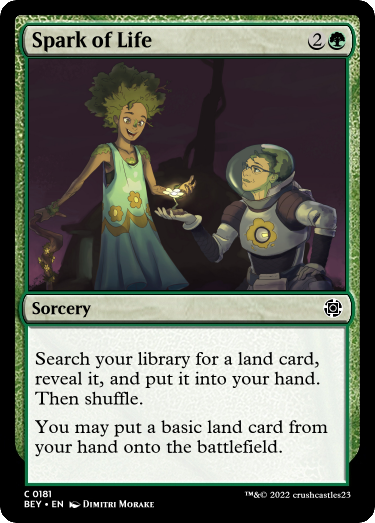 Spark of Life 2
Sorcery
Search your library for a land card,
reveal it, and put it into your hand.
Then shuffle.
You may put a basic land card from
your hand onto the battlefield.
C 0181
BEY • EN DIMITRI MORAKE
™&© 2022 crushcastles23